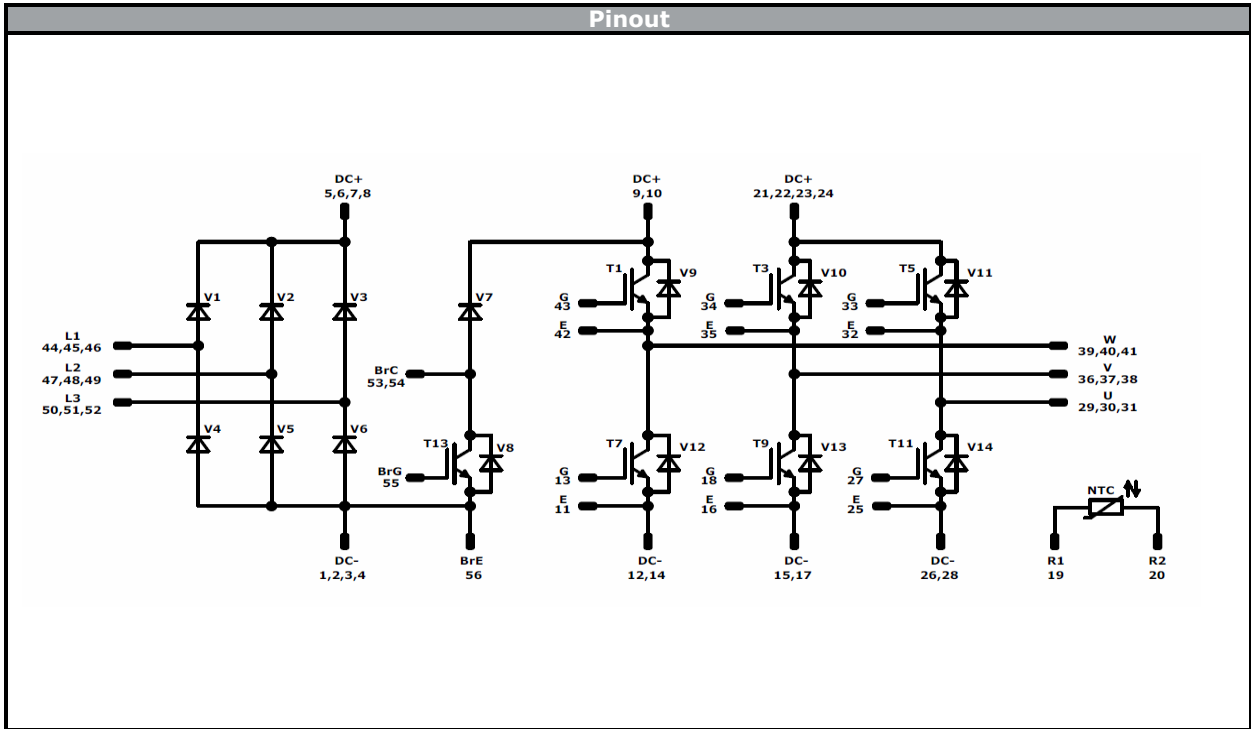 Pinout
DC+
5,6,7,8
DC+
9,10
DC+
21,22,23,24
T1
V9
T3
V10
T5
V11
V1
V2
V3
V7
G
43
G
34
G
33
E
42
E
35
E
32
L1
44,45,46
L2
47,48,49
L3
50,51,52
BrC
53,54
W
39,40,41
V
36,37,38
U
29,30,31
V4
V5
V6
T13
V8
T7
V12
T9
V13
T11
V14
BrG
55
G
13
G
18
G
27
E
11
E
16
E
25
NTC
DC-
1,2,3,4
BrE
56
DC-
12,14
DC-
15,17
DC-
26,28
R1
19
R2
20